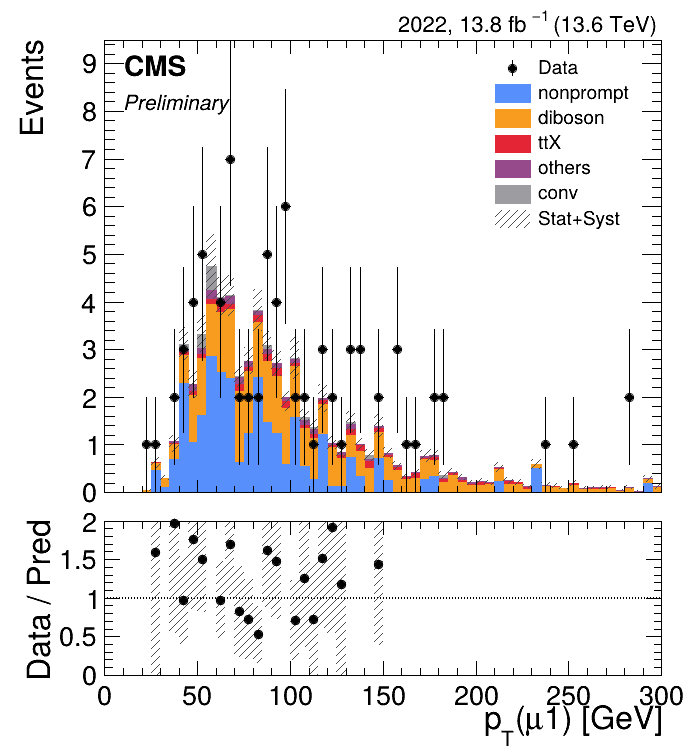 2022, 13.8 fb⁻¹ (13.6 TeV)
Events
9
8
7
6
5
4
3
2
1
0
CMS
Preliminary
Data
nonprompt
diboson
ttX
others
conv
Stat+Syst
Data / Pred
2
1.5
1
0.5
0
0 50 100 150 200 250 300
p_T(μ1) [GeV]